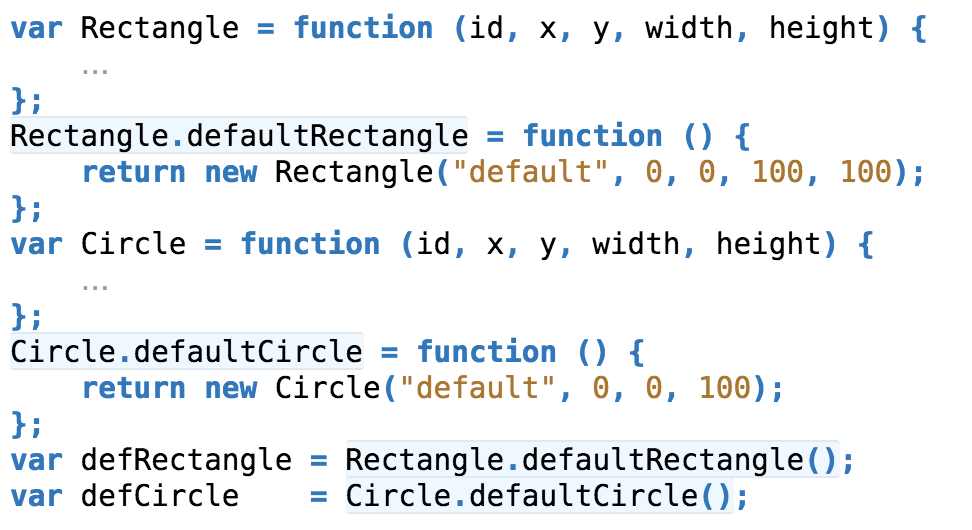 var Rectangle = function (id, x, y, width, height) {
    ...
};
Rectangle.defaultRectangle = function () {
    return new Rectangle("default", 0, 0, 100, 100);
};
var Circle = function (id, x, y, width, height) {
    ...
};
Circle.defaultCircle = function () {
    return new Circle("default", 0, 0, 100);
};
var defRectangle = Rectangle.defaultRectangle();
var defCircle    = Circle.defaultCircle();